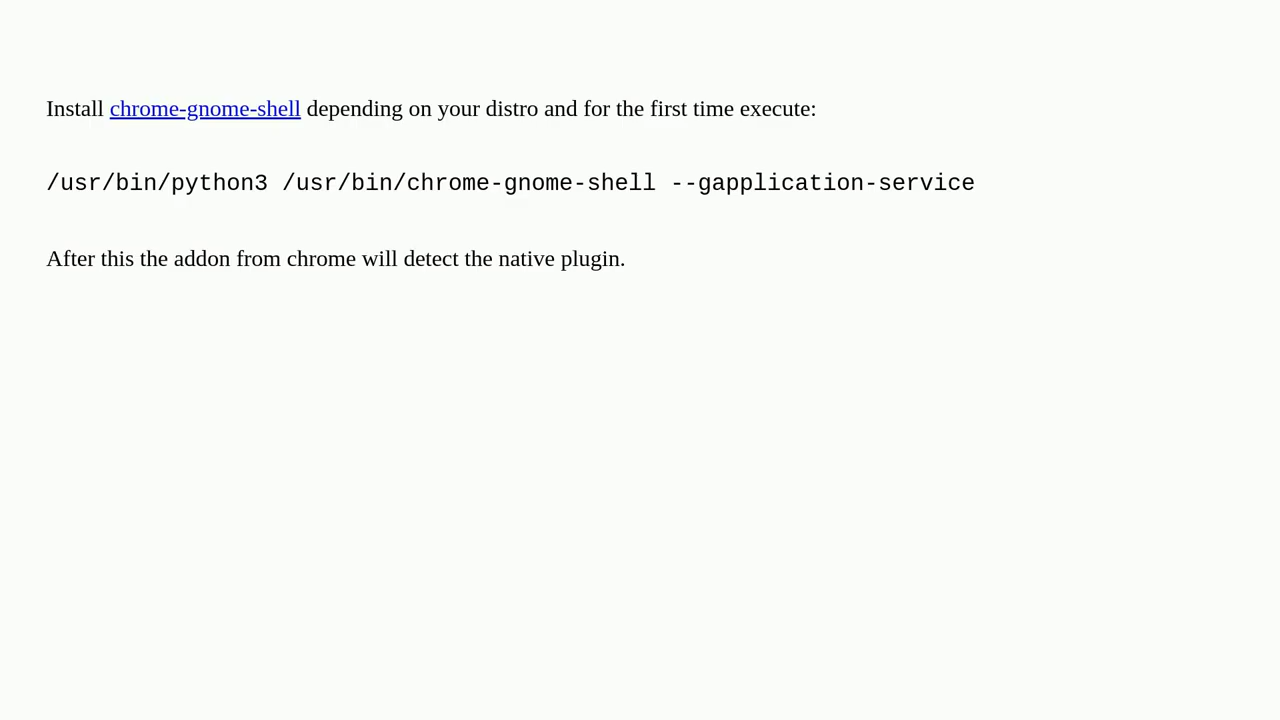 Install chrome-gnome-shell depending on your distro and for the first time execute:
/usr/bin/python3 /usr/bin/chrome-gnome-shell --gapplication-service
After this the addon from chrome will detect the native plugin.